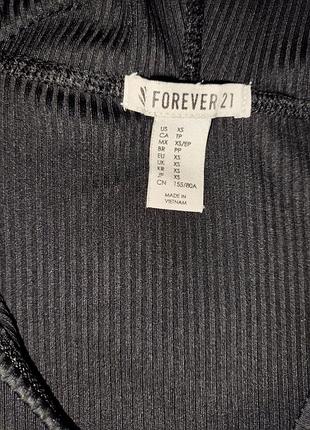 FOREVER 21
US XS
CA TP
MX XS/EP
BR PP
EU XS
UK XS
KR XS
JP XS
CN 155/80A
MADE IN
VIETNAM